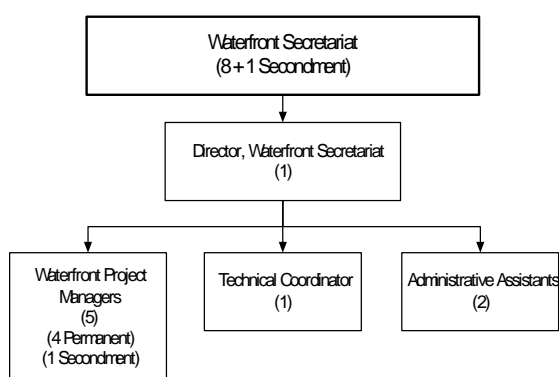 Waterfront Secretariat
(8 + 1 Secondment)
Director, Waterfront Secretariat
(1)
Waterfront Project
Managers
(5)
(4 Permanent)
(1 Secondment)
Technical Coordinator
(1)
Administrative Assistants
(2)